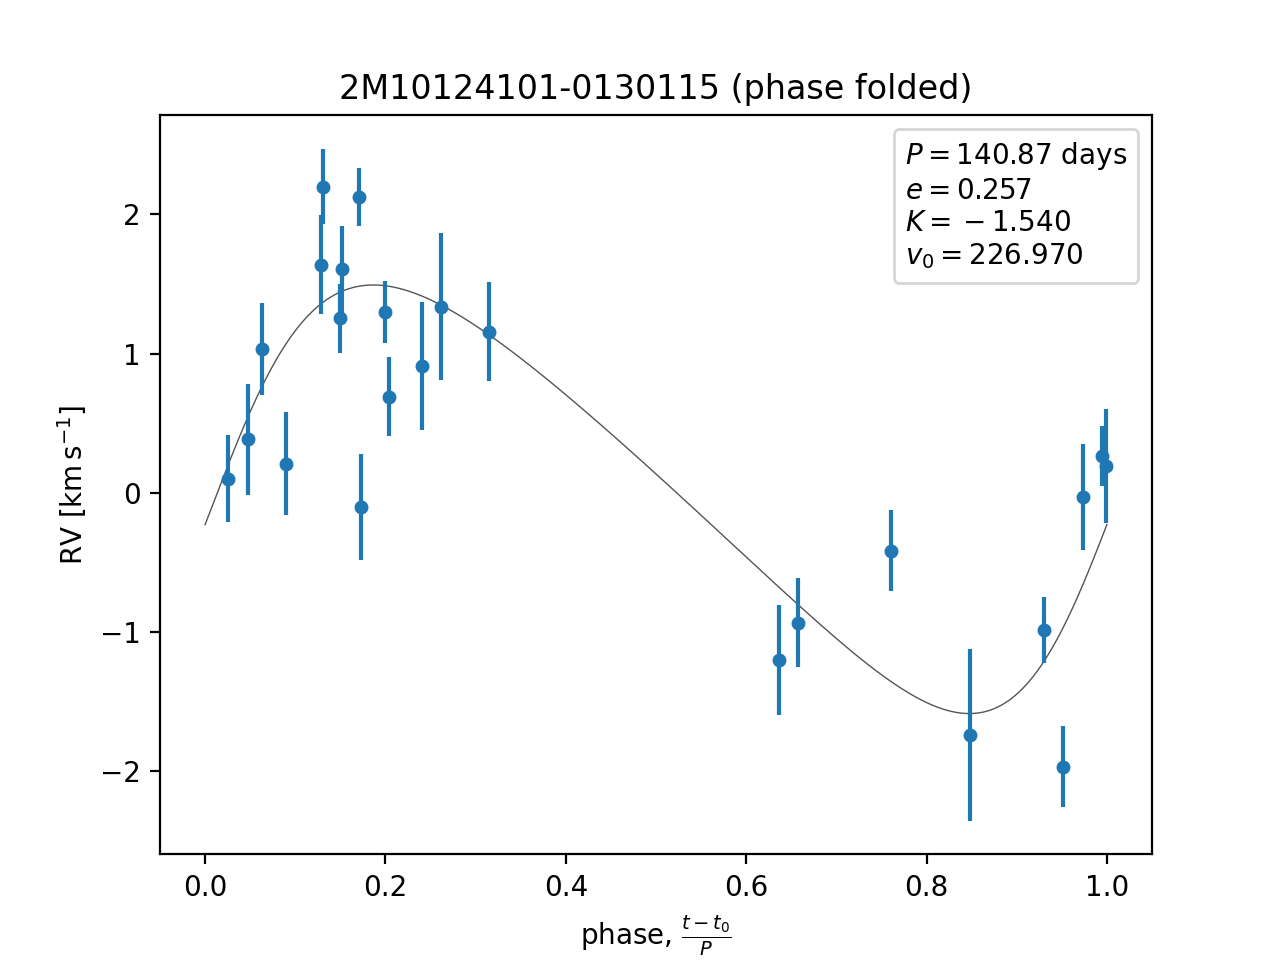 2M10124101-0130115 (phase folded)
P = 140.87 days
e = 0.257
K = −1.540
v₀ = 226.970
RV [km s⁻¹]
2
1
0
−1
−2
0.0 0.2 0.4 0.6 0.8 1.0
phase, (t − t₀)/P